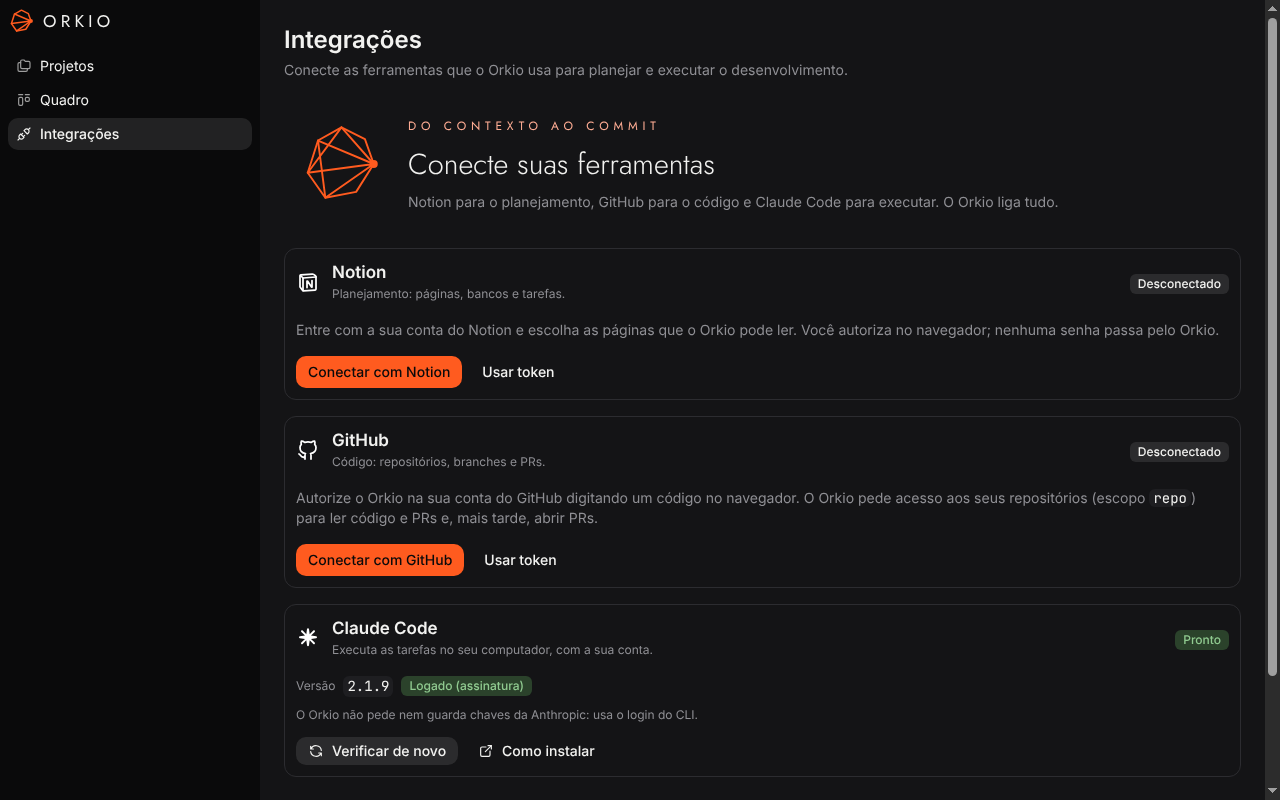 ORKIO
Projetos
Quadro
Integrações
Integrações
Conecte as ferramentas que o Orkio usa para planejar e executar o desenvolvimento.
DO CONTEXTO AO COMMIT
Conecte suas ferramentas
Notion para o planejamento, GitHub para o código e Claude Code para executar. O Orkio liga tudo.
Notion
Planejamento: páginas, bancos e tarefas.
Desconectado
Entre com a sua conta do Notion e escolha as páginas que o Orkio pode ler. Você autoriza no navegador; nenhuma senha passa pelo Orkio.
Conectar com Notion
Usar token
GitHub
Código: repositórios, branches e PRs.
Desconectado
Autorize o Orkio na sua conta do GitHub digitando um código no navegador. O Orkio pede acesso aos seus repositórios (escopo repo )
para ler código e PRs e, mais tarde, abrir PRs.
Conectar com GitHub
Usar token
Claude Code
Executa as tarefas no seu computador, com a sua conta.
Pronto
Versão 2.1.9 Logado (assinatura)
O Orkio não pede nem guarda chaves da Anthropic: usa o login do CLI.
Verificar de novo
Como instalar